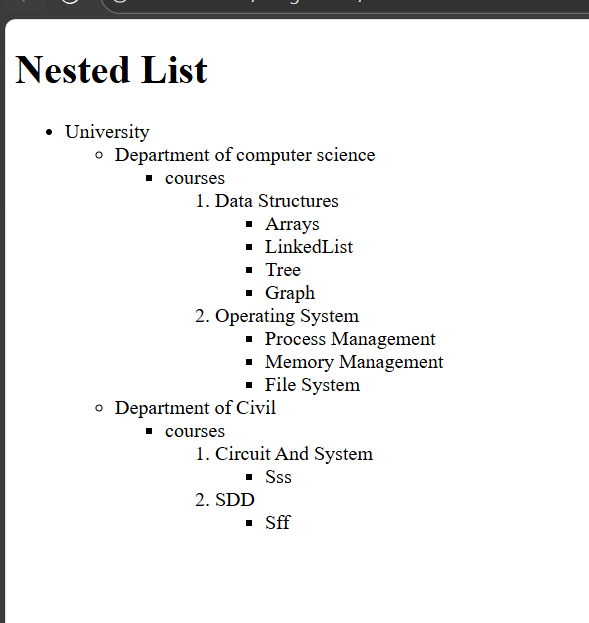 Nested List
University
Department of computer science
courses
1. Data Structures
Arrays
LinkedList
Tree
Graph
2. Operating System
Process Management
Memory Management
File System
Department of Civil
courses
1. Circuit And System
Sss
2. SDD
Sff